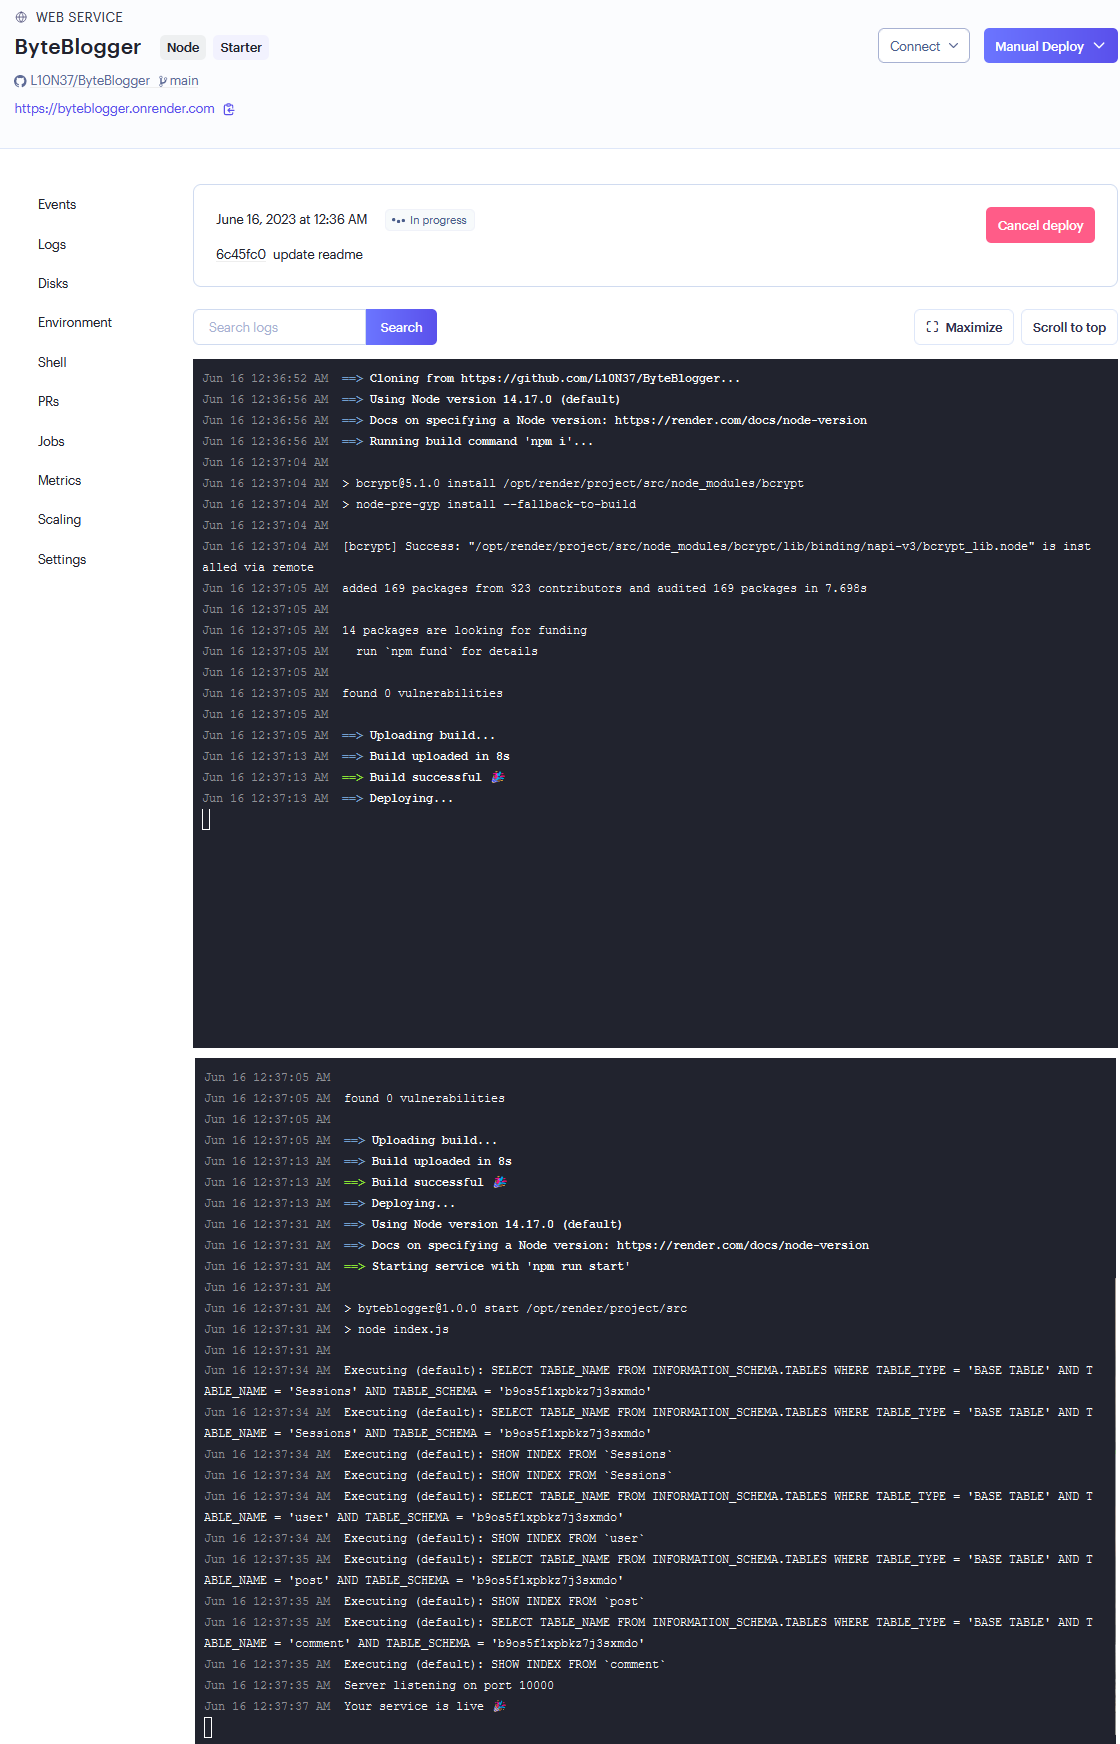 WEB SERVICE
ByteBlogger Node Starter
Connect Manual Deploy
L10N37/ByteBlogger main
https://byteblogger.onrender.com
Events
Logs
Disks
Environment
Shell
PRs
Jobs
Metrics
Scaling
Settings
June 16, 2023 at 12:36 AM In progress
Cancel deploy
6c45fc0 update readme
Search logs Search Maximize Scroll to top
Jun 16 12:36:52 AM ==> Cloning from https://github.com/L10N37/ByteBlogger...
Jun 16 12:36:56 AM ==> Using Node version 14.17.0 (default)
Jun 16 12:36:56 AM ==> Docs on specifying a Node version: https://render.com/docs/node-version
Jun 16 12:36:56 AM ==> Running build command 'npm i'...
Jun 16 12:37:04 AM
Jun 16 12:37:04 AM > bcrypt@5.1.0 install /opt/render/project/src/node_modules/bcrypt
Jun 16 12:37:04 AM > node-pre-gyp install --fallback-to-build
Jun 16 12:37:04 AM
Jun 16 12:37:04 AM [bcrypt] Success: "/opt/render/project/src/node_modules/bcrypt/lib/binding/napi-v3/bcrypt_lib.node" is inst
alled via remote
Jun 16 12:37:05 AM added 169 packages from 323 contributors and audited 169 packages in 7.698s
Jun 16 12:37:05 AM
Jun 16 12:37:05 AM 14 packages are looking for funding
Jun 16 12:37:05 AM run `npm fund` for details
Jun 16 12:37:05 AM
Jun 16 12:37:05 AM found 0 vulnerabilities
Jun 16 12:37:05 AM
Jun 16 12:37:05 AM ==> Uploading build...
Jun 16 12:37:13 AM ==> Build uploaded in 8s
Jun 16 12:37:13 AM ==> Build successful 🎉
Jun 16 12:37:13 AM ==> Deploying...
Jun 16 12:37:05 AM
Jun 16 12:37:05 AM found 0 vulnerabilities
Jun 16 12:37:05 AM
Jun 16 12:37:05 AM ==> Uploading build...
Jun 16 12:37:13 AM ==> Build uploaded in 8s
Jun 16 12:37:13 AM ==> Build successful 🎉
Jun 16 12:37:13 AM ==> Deploying...
Jun 16 12:37:31 AM ==> Using Node version 14.17.0 (default)
Jun 16 12:37:31 AM ==> Docs on specifying a Node version: https://render.com/docs/node-version
Jun 16 12:37:31 AM ==> Starting service with 'npm run start'
Jun 16 12:37:31 AM
Jun 16 12:37:31 AM > byteblogger@1.0.0 start /opt/render/project/src
Jun 16 12:37:31 AM > node index.js
Jun 16 12:37:31 AM
Jun 16 12:37:34 AM Executing (default): SELECT TABLE_NAME FROM INFORMATION_SCHEMA.TABLES WHERE TABLE_TYPE = 'BASE TABLE' AND T
ABLE_NAME = 'Sessions' AND TABLE_SCHEMA = 'b9os5f1xpbkz7j3sxmdo'
Jun 16 12:37:34 AM Executing (default): SELECT TABLE_NAME FROM INFORMATION_SCHEMA.TABLES WHERE TABLE_TYPE = 'BASE TABLE' AND T
ABLE_NAME = 'Sessions' AND TABLE_SCHEMA = 'b9os5f1xpbkz7j3sxmdo'
Jun 16 12:37:34 AM Executing (default): SHOW INDEX FROM `Sessions`
Jun 16 12:37:34 AM Executing (default): SHOW INDEX FROM `Sessions`
Jun 16 12:37:34 AM Executing (default): SELECT TABLE_NAME FROM INFORMATION_SCHEMA.TABLES WHERE TABLE_TYPE = 'BASE TABLE' AND T
ABLE_NAME = 'user' AND TABLE_SCHEMA = 'b9os5f1xpbkz7j3sxmdo'
Jun 16 12:37:34 AM Executing (default): SHOW INDEX FROM `user`
Jun 16 12:37:35 AM Executing (default): SELECT TABLE_NAME FROM INFORMATION_SCHEMA.TABLES WHERE TABLE_TYPE = 'BASE TABLE' AND T
ABLE_NAME = 'post' AND TABLE_SCHEMA = 'b9os5f1xpbkz7j3sxmdo'
Jun 16 12:37:35 AM Executing (default): SHOW INDEX FROM `post`
Jun 16 12:37:35 AM Executing (default): SELECT TABLE_NAME FROM INFORMATION_SCHEMA.TABLES WHERE TABLE_TYPE = 'BASE TABLE' AND T
ABLE_NAME = 'comment' AND TABLE_SCHEMA = 'b9os5f1xpbkz7j3sxmdo'
Jun 16 12:37:35 AM Executing (default): SHOW INDEX FROM `comment`
Jun 16 12:37:35 AM Server listening on port 10000
Jun 16 12:37:37 AM Your service is live 🎉